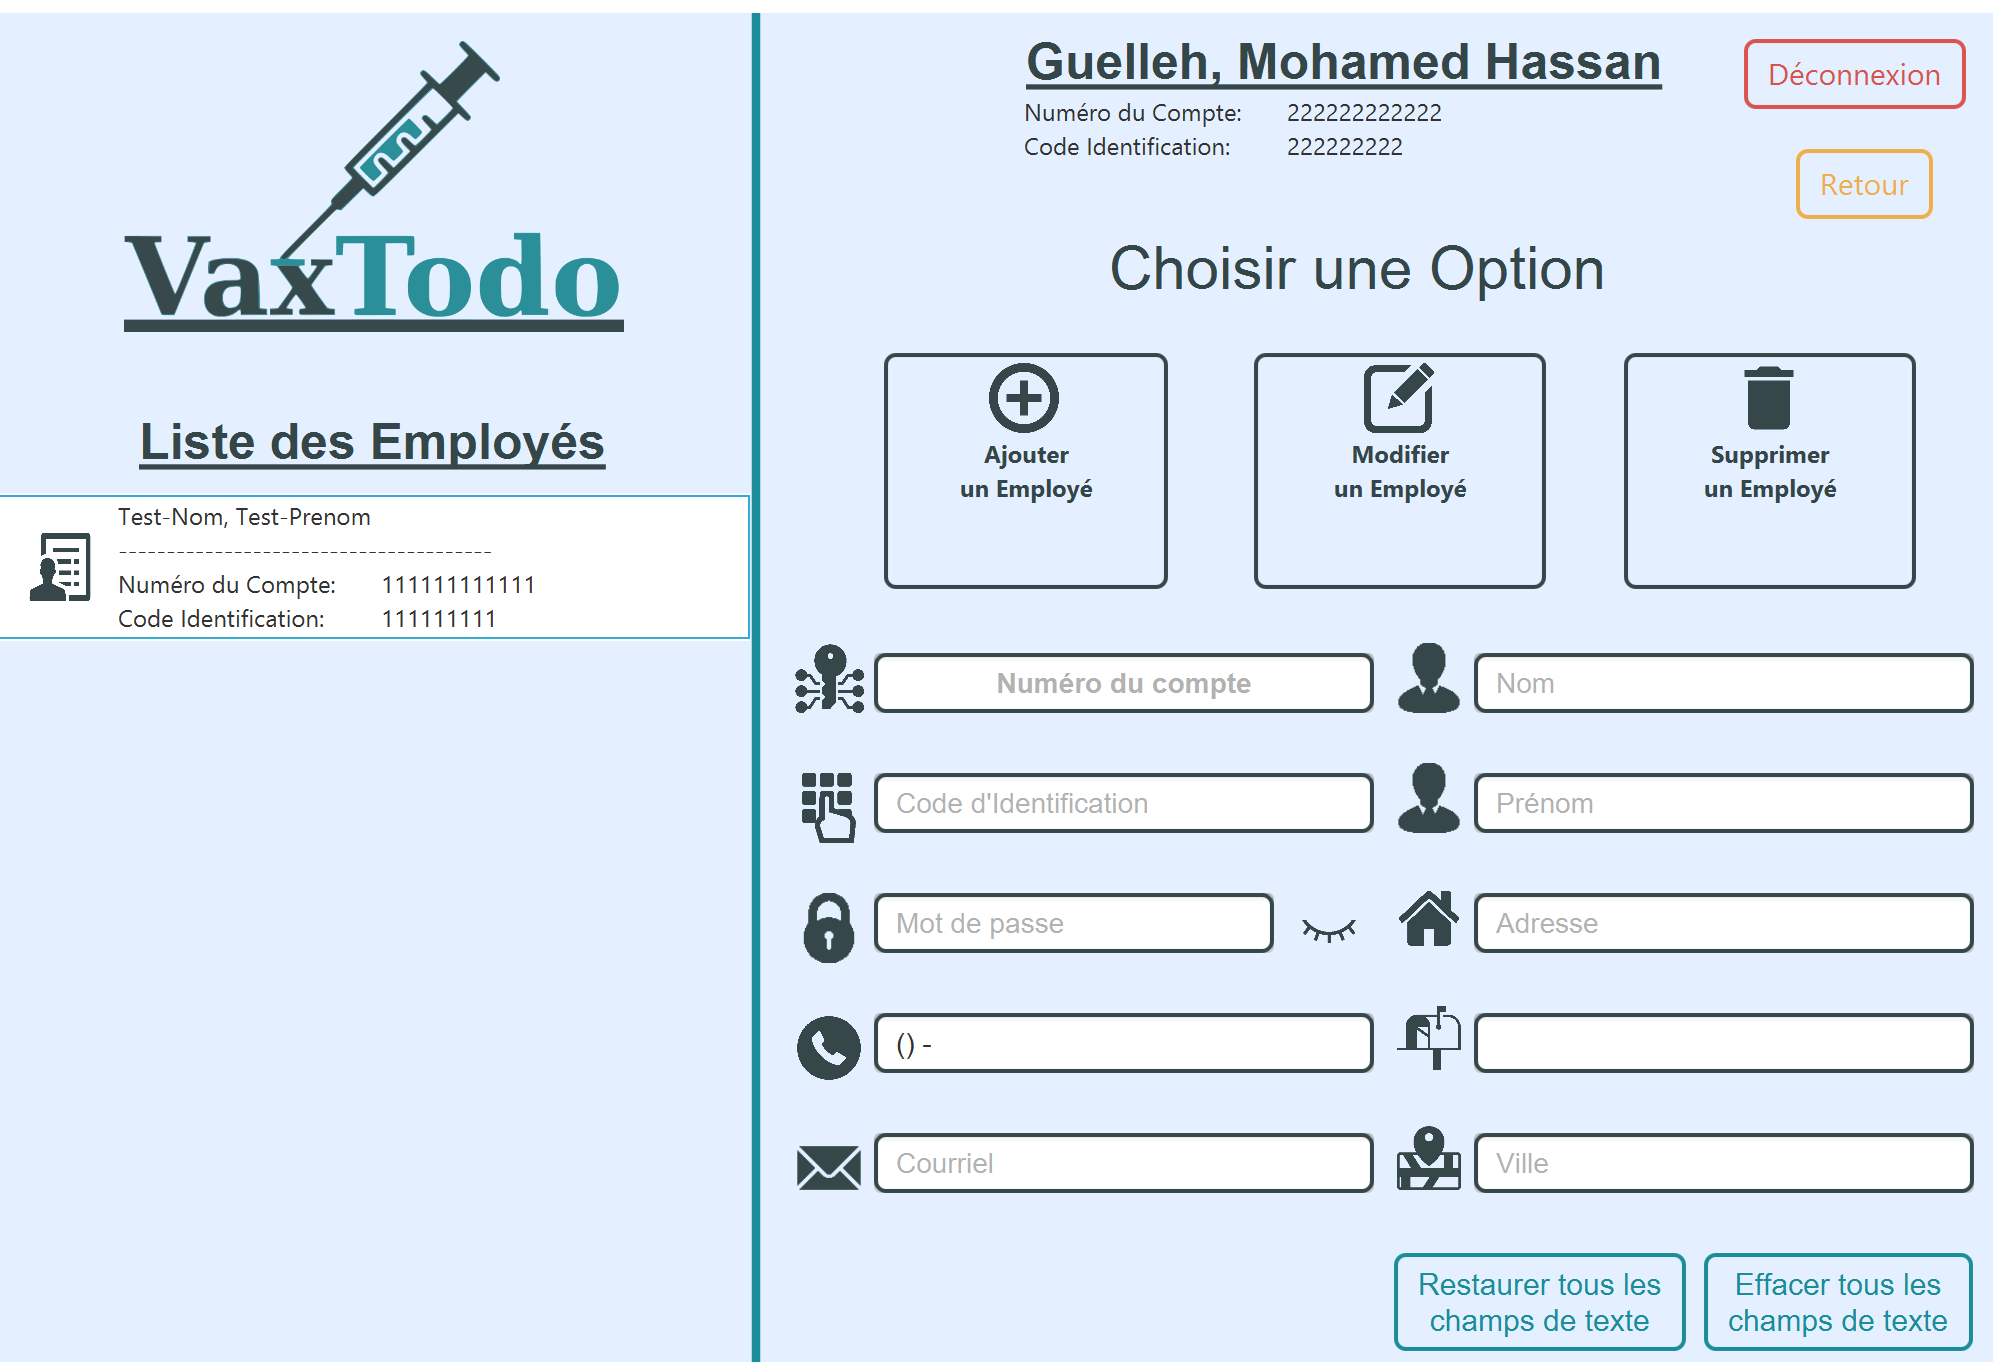 VaxTodo
Liste des Employés
Test-Nom, Test-Prenom
---------------------------------------
Numéro du Compte: 111111111111
Code Identification: 111111111
Guelleh, Mohamed Hassan
Numéro du Compte: 222222222222
Code Identification: 222222222
Déconnexion
Retour
Choisir une Option
Ajouter
un Employé
Modifier
un Employé
Supprimer
un Employé
Numéro du compte
Nom
Code d'Identification
Prénom
Mot de passe
Adresse
() -
Courriel
Ville
Restaurer tous les
champs de texte
Effacer tous les
champs de texte